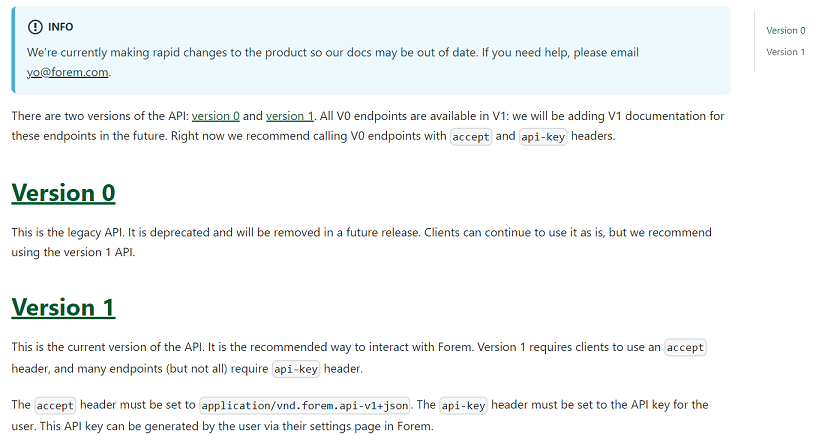 INFO
We're currently making rapid changes to the product so our docs may be out of date. If you need help, please email
yo@forem.com.
There are two versions of the API: version 0 and version 1. All V0 endpoints are available in V1: we will be adding V1 documentation for
these endpoints in the future. Right now we recommend calling V0 endpoints with accept and api-key headers.
Version 0
This is the legacy API. It is deprecated and will be removed in a future release. Clients can continue to use it as is, but we recommend
using the version 1 API.
Version 1
This is the current version of the API. It is the recommended way to interact with Forem. Version 1 requires clients to use an accept
header, and many endpoints (but not all) require api-key header.
The accept header must be set to application/vnd.forem.api-v1+json. The api-key header must be set to the API key for the
user. This API key can be generated by the user via their settings page in Forem.
Version 0
Version 1